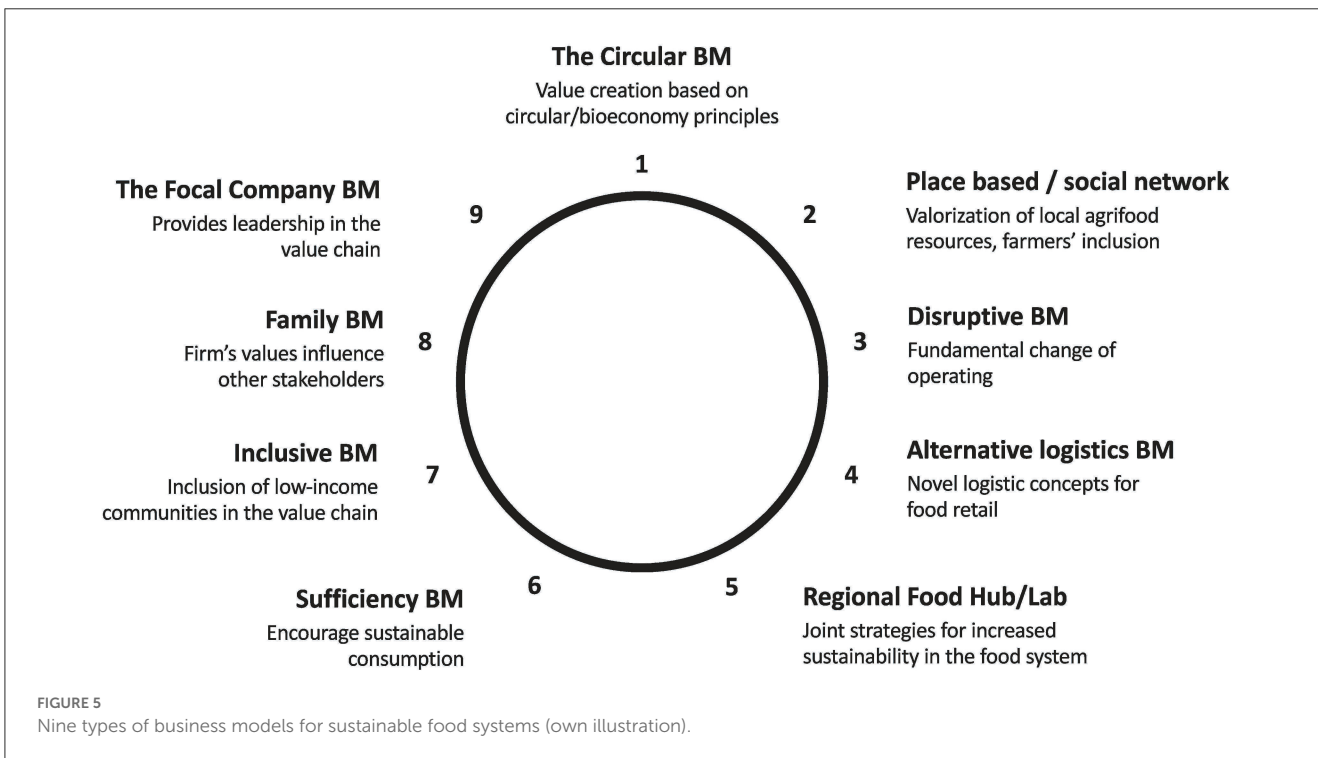 The Circular BM
Value creation based on
circular/bioeconomy principles
1
Place based / social network
Valorization of local agrifood
resources, farmers’ inclusion
2
Disruptive BM
Fundamental change of
operating
3
Alternative logistics BM
Novel logistic concepts for
food retail
4
Regional Food Hub/Lab
Joint strategies for increased
sustainability in the food system
5
Sufficiency BM
Encourage sustainable
consumption
6
Inclusive BM
Inclusion of low-income
communities in the value chain
7
Family BM
Firm’s values influence
other stakeholders
8
The Focal Company BM
Provides leadership in the
value chain
9
FIGURE 5
Nine types of business models for sustainable food systems (own illustration).